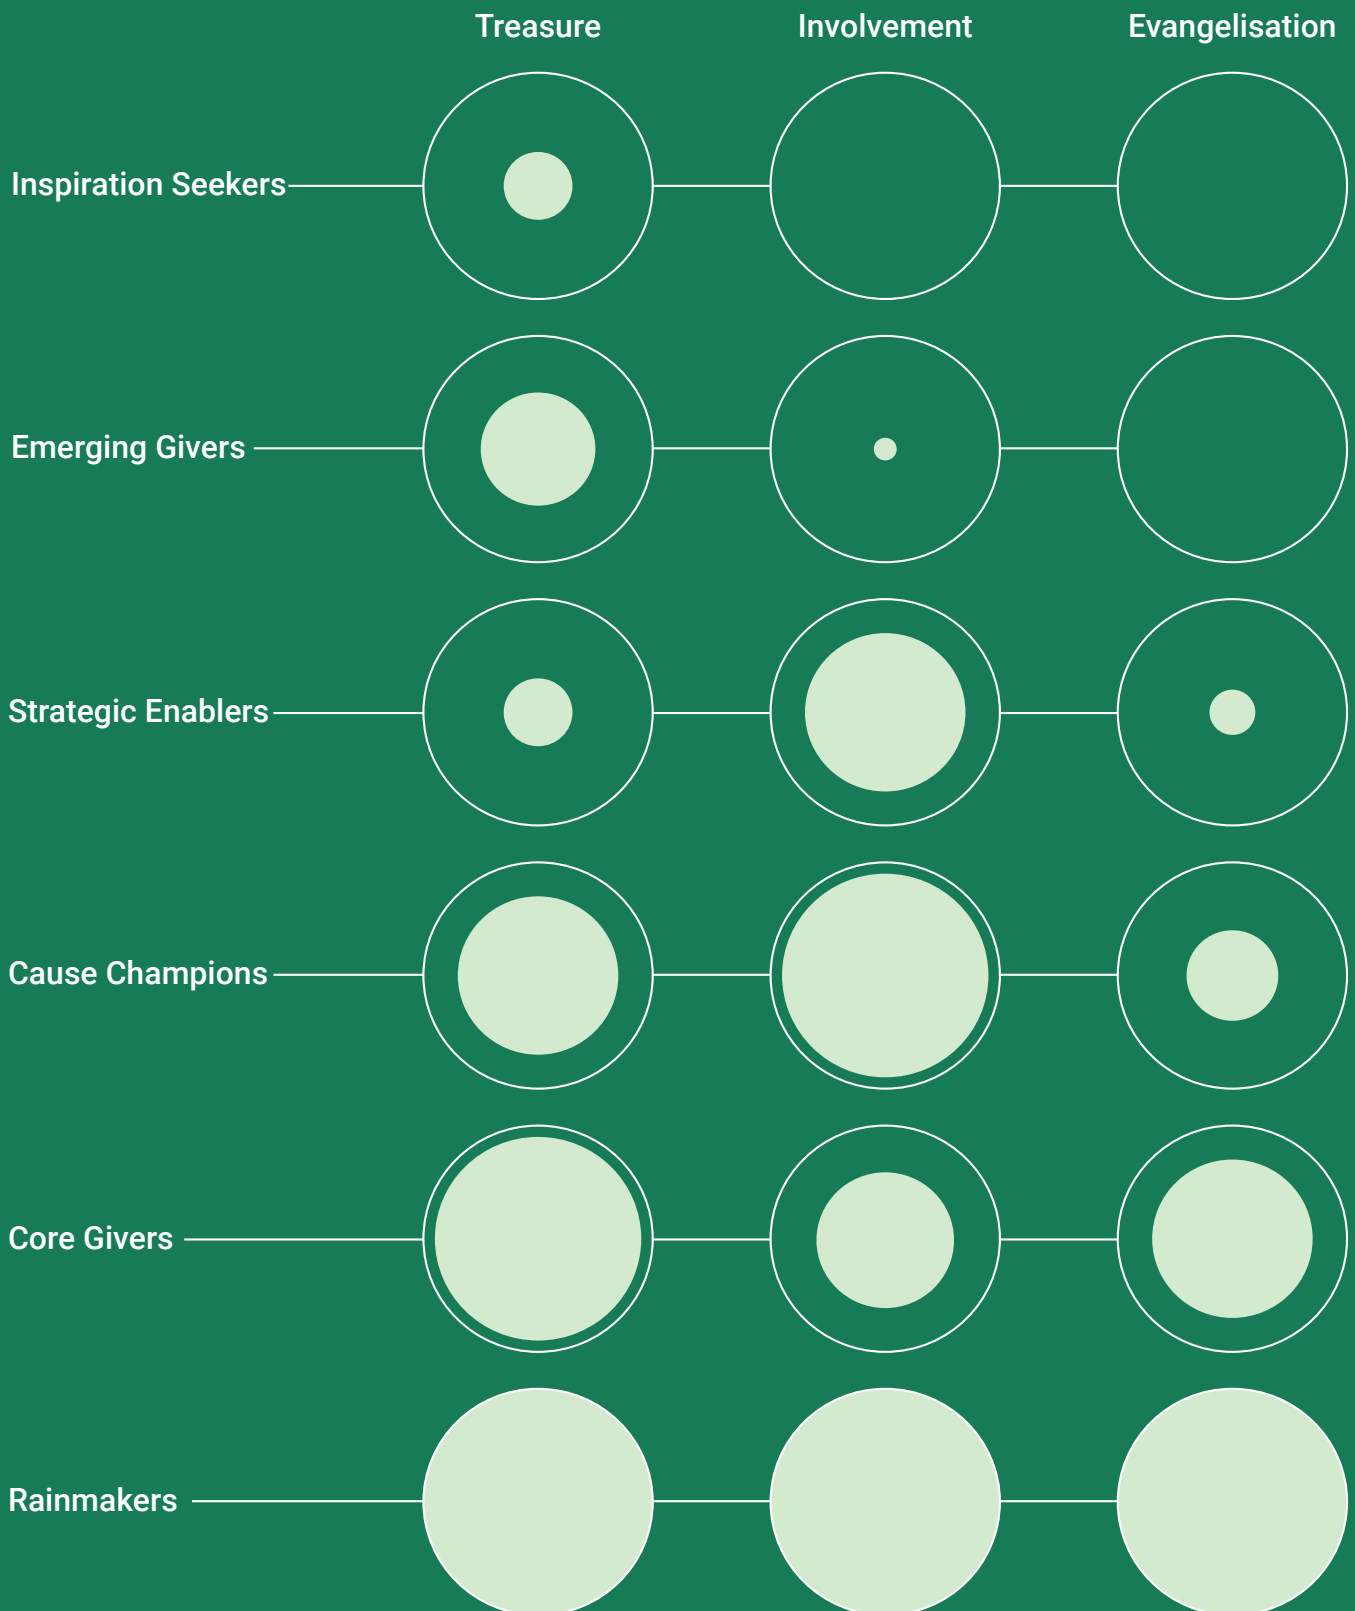 Treasure Involvement Evangelisation
Inspiration Seekers
Emerging Givers
Strategic Enablers
Cause Champions
Core Givers
Rainmakers